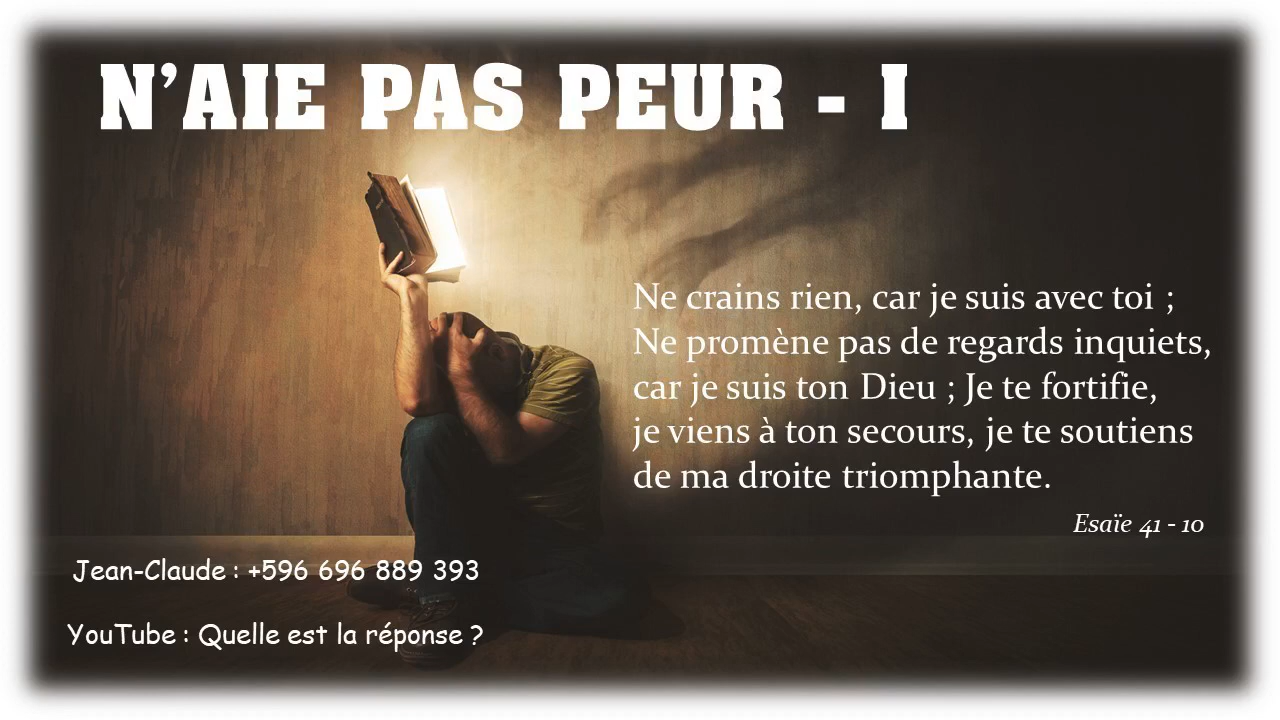 N’AIE PAS PEUR - I
Ne crains rien, car je suis avec toi ;
Ne promène pas de regards inquiets,
car je suis ton Dieu ; Je te fortifie,
je viens à ton secours, je te soutiens
de ma droite triomphante.
Esaïe 41 - 10
Jean-Claude : +596 696 889 393
YouTube : Quelle est la réponse ?